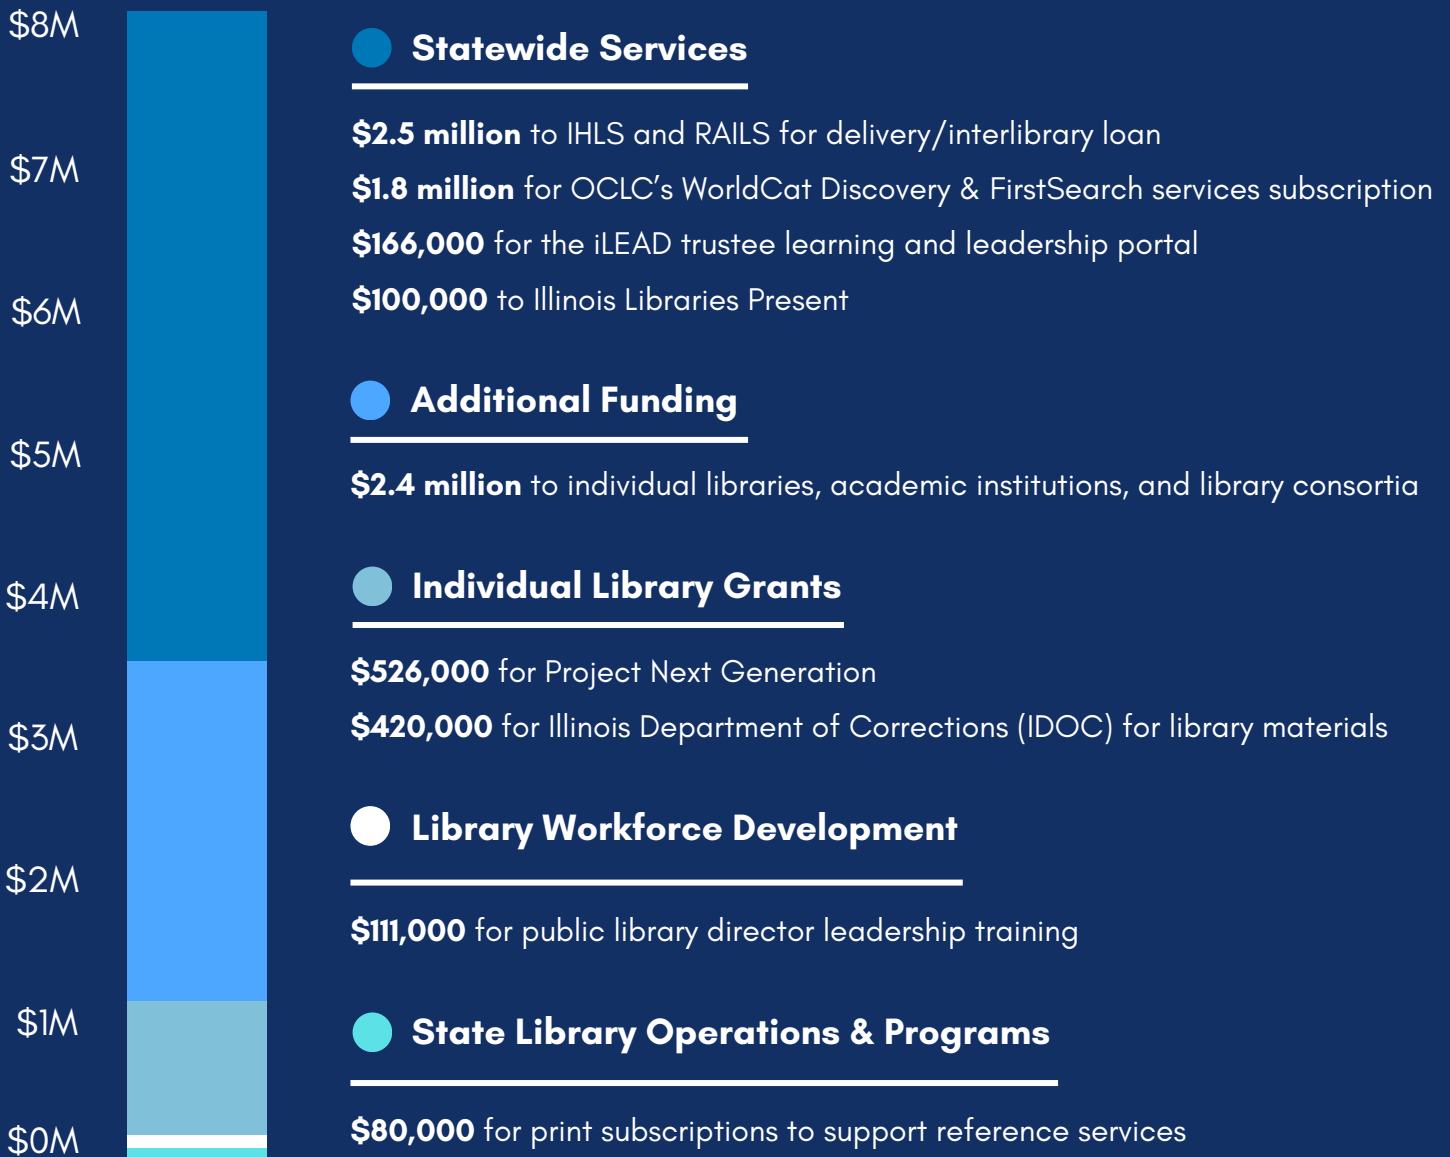 $8M
$7M
$6M
$5M
$4M
$3M
$2M
$1M
$0M
Statewide Services
$2.5 million to IHLS and RAILS for delivery/interlibrary loan
$1.8 million for OCLC’s WorldCat Discovery & FirstSearch services subscription
$166,000 for the iLEAD trustee learning and leadership portal
$100,000 to Illinois Libraries Present
Additional Funding
$2.4 million to individual libraries, academic institutions, and library consortia
Individual Library Grants
$526,000 for Project Next Generation
$420,000 for Illinois Department of Corrections (IDOC) for library materials
Library Workforce Development
$111,000 for public library director leadership training
State Library Operations & Programs
$80,000 for print subscriptions to support reference services